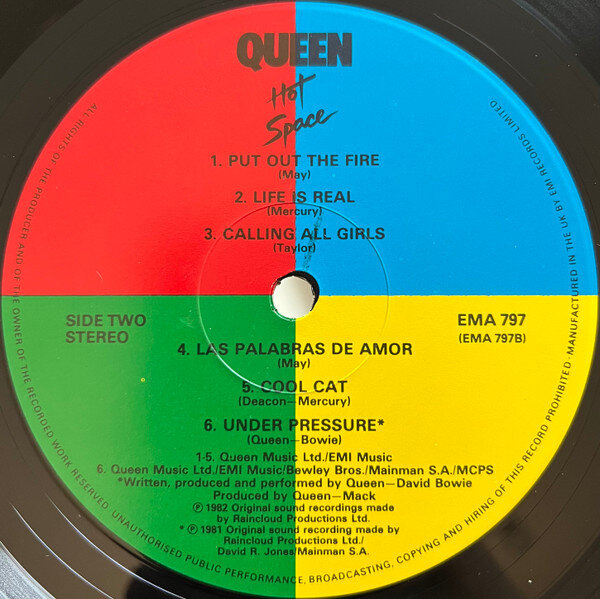 QUEEN
Hot
Space
1. PUT OUT THE FIRE
(May)
2. LIFE iS REAL
(Mercury)
3. CALLING ALL GIRLS
(Taylor)
SIDE TWO
STEREO
EMA 797
(EMA 797B)
4. LAS PALABRAS DE AMOR
(May)
5. COOL CAT
(Deacon—Mercury)
6. UNDER PRESSURE*
(Queen—Bowie)
1-5. Queen Music Ltd./EMI Music
6. Queen Music Ltd./EMI Music/Bewley Bros./Mainman S.A./MCPS
*Written, produced and performed by Queen—David Bowie
Produced by Queen—Mack
℗ 1982 Original sound recordings made
by Raincloud Productions Ltd.
* ℗ 1981 Original sound recording made by
Raincloud Productions Ltd./
David R. Jones/Mainman S.A.
ALL RIGHTS OF THE PRODUCER AND OF THE OWNER OF THE RECORDED WORK RESERVED. UNAUTHORISED PUBLIC PERFORMANCE, BROADCASTING, COPYING AND HIRING OF THIS RECORD PROHIBITED · MANUFACTURED IN THE UK BY EMI RECORDS LIMITED